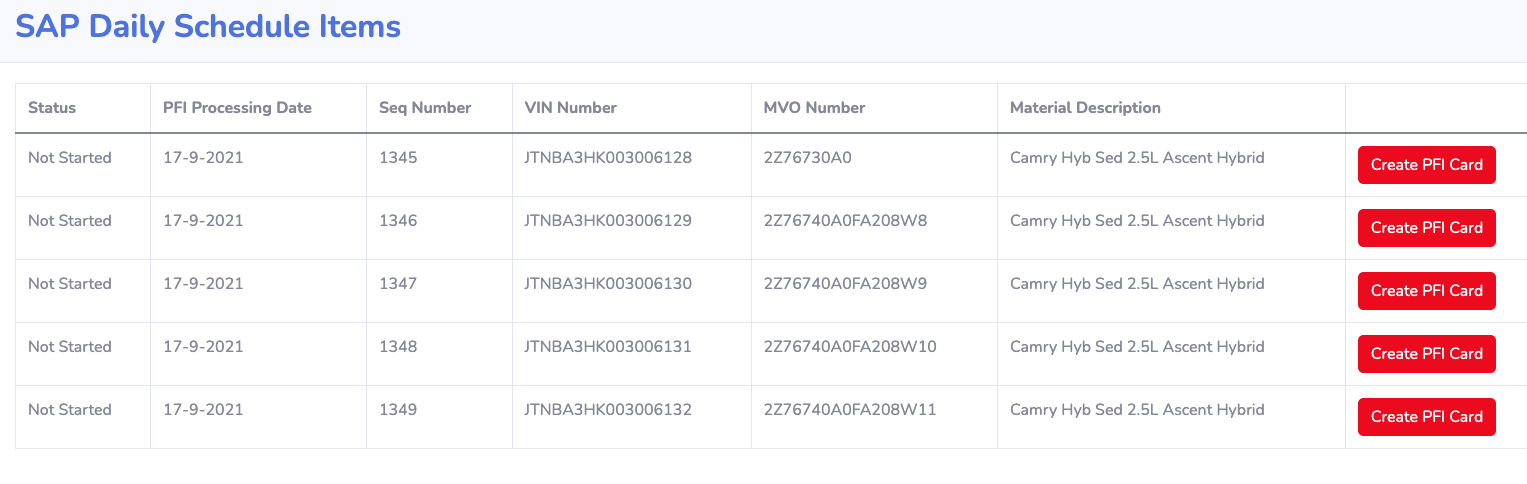 SAP Daily Schedule Items
Status PFI Processing Date Seq Number VIN Number MVO Number Material Description
Not Started 17-9-2021 1345 JTNBA3HK003006128 2Z76730A0 Camry Hyb Sed 2.5L Ascent Hybrid Create PFI Card
Not Started 17-9-2021 1346 JTNBA3HK003006129 2Z76740A0FA208W8 Camry Hyb Sed 2.5L Ascent Hybrid Create PFI Card
Not Started 17-9-2021 1347 JTNBA3HK003006130 2Z76740A0FA208W9 Camry Hyb Sed 2.5L Ascent Hybrid Create PFI Card
Not Started 17-9-2021 1348 JTNBA3HK003006131 2Z76740A0FA208W10 Camry Hyb Sed 2.5L Ascent Hybrid Create PFI Card
Not Started 17-9-2021 1349 JTNBA3HK003006132 2Z76740A0FA208W11 Camry Hyb Sed 2.5L Ascent Hybrid Create PFI Card